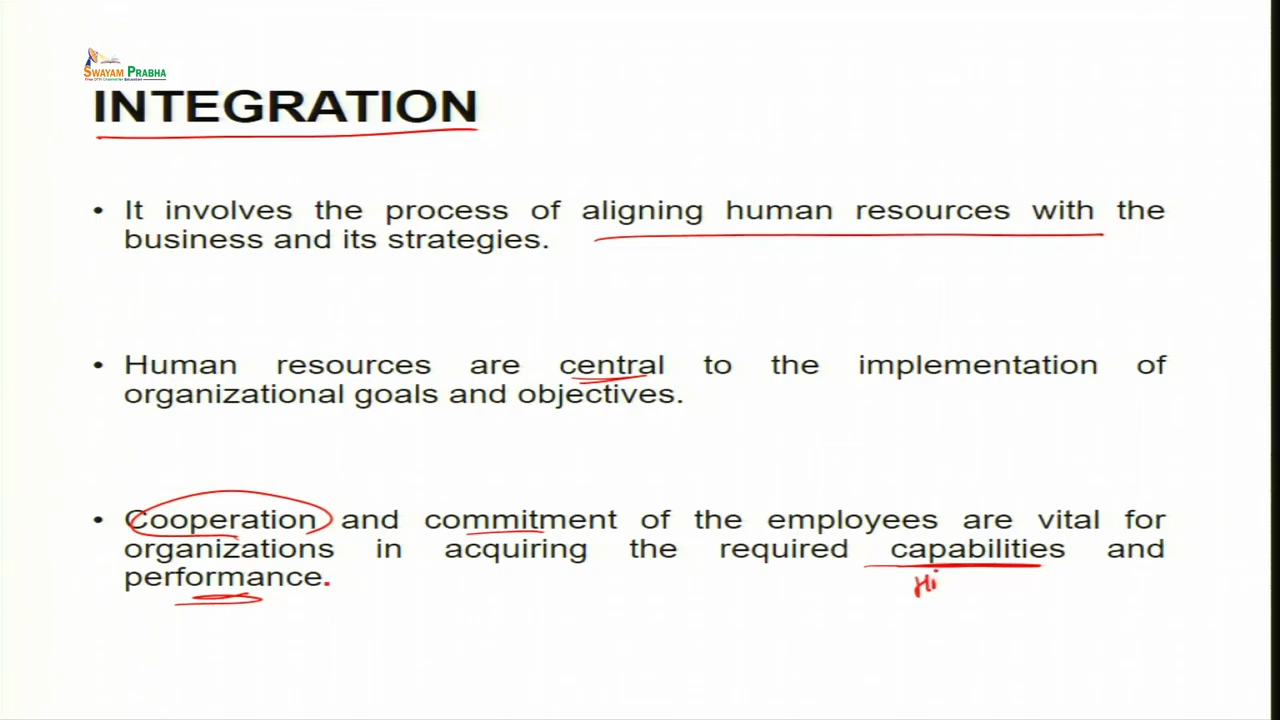 SWAYAM PRABHA
INTEGRATION
• It involves the process of aligning human resources with the
business and its strategies.
• Human resources are central to the implementation of
organizational goals and objectives.
• Cooperation and commitment of the employees are vital for
organizations in acquiring the required capabilities and
performance.
Hi